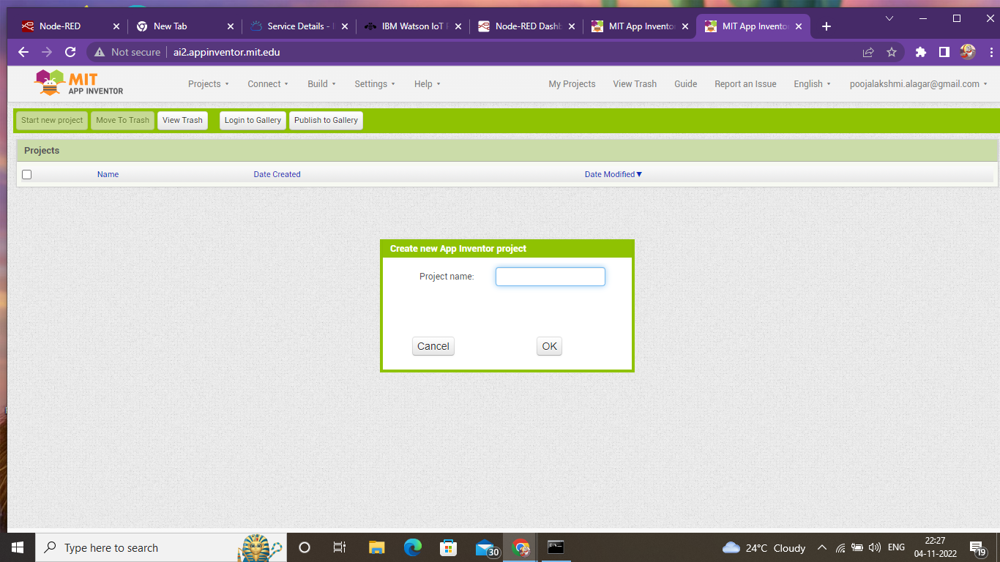 Node-RED
New Tab
Service Details - 
IBM Watson IoT
Node-RED Dashb
MIT App Invento
MIT App Invento
Not secure
ai2.appinventor.mit.edu
MIT
APP INVENTOR
Projects
Connect
Build
Settings
Help
My Projects
View Trash
Guide
Report an Issue
English
poojalakshmi.alagar@gmail.com
Start new project
Move To Trash
View Trash
Login to Gallery
Publish to Gallery
Projects
Name
Date Created
Date Modified
Create new App Inventor project
Project name:
Cancel
OK
Type here to search
30
24°C Cloudy
ENG
22:27
04-11-2022
19